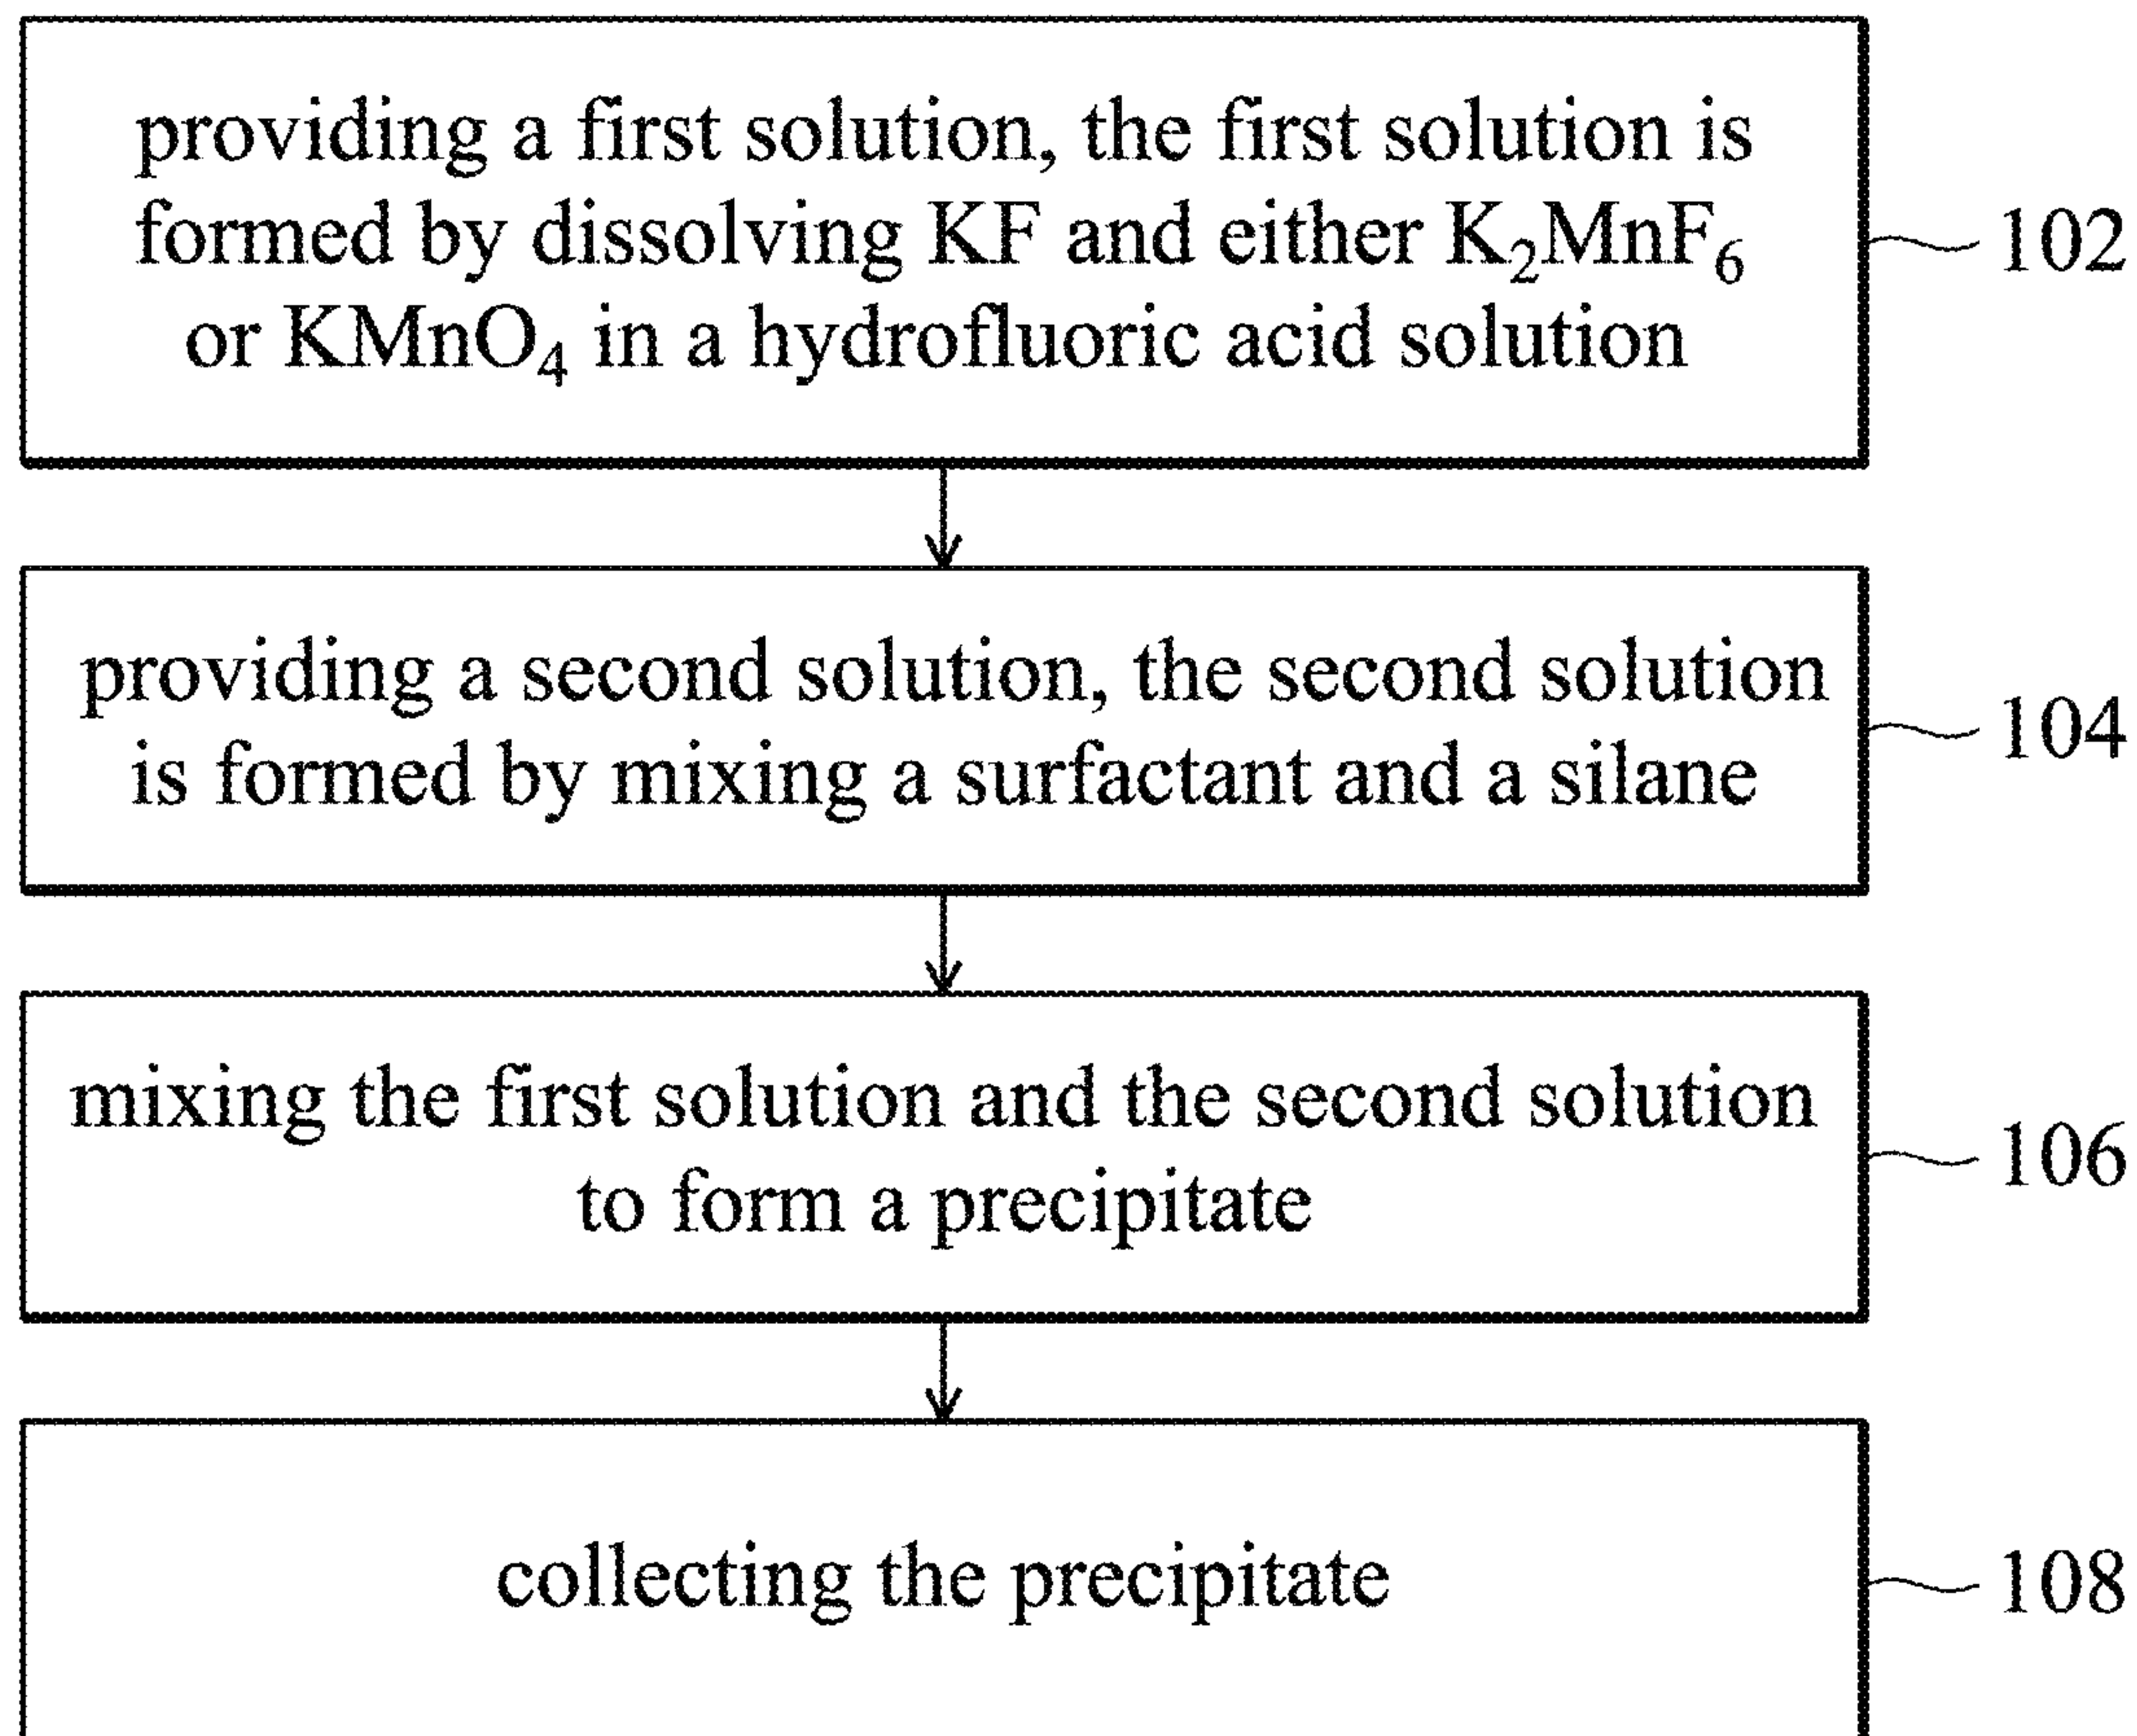 providing a first solution, the first solution is
formed by dissolving KF and either K₂MnF₆
or KMnO₄ in a hydrofluoric acid solution
102
providing a second solution, the second solution
is formed by mixing a surfactant and a silane
104
mixing the first solution and the second solution
to form a precipitate
106
collecting the precipitate
108